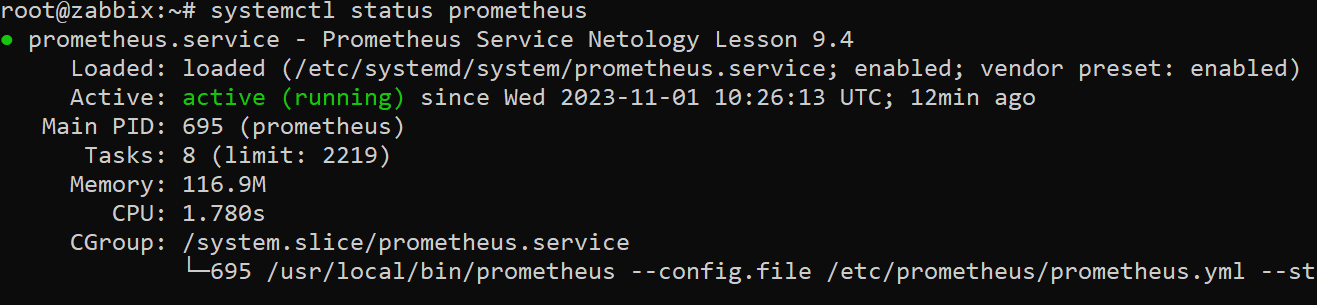 root@zabbix:~# systemctl status prometheus
● prometheus.service - Prometheus Service Netology Lesson 9.4
Loaded: loaded (/etc/systemd/system/prometheus.service; enabled; vendor preset: enabled)
Active: active (running) since Wed 2023-11-01 10:26:13 UTC; 12min ago
Main PID: 695 (prometheus)
Tasks: 8 (limit: 2219)
Memory: 116.9M
CPU: 1.780s
CGroup: /system.slice/prometheus.service
└─695 /usr/local/bin/prometheus --config.file /etc/prometheus/prometheus.yml --st